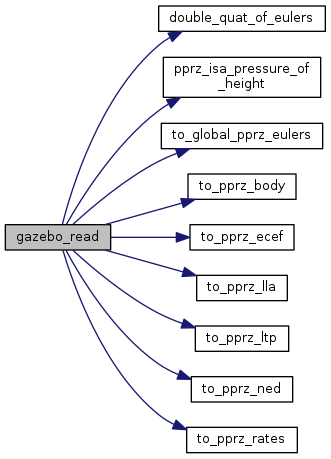 double_quat_of_eulers
pprz_isa_pressure_of
_height
to_global_pprz_eulers
to_pprz_body
gazebo_read
to_pprz_ecef
to_pprz_lla
to_pprz_ltp
to_pprz_ned
to_pprz_rates